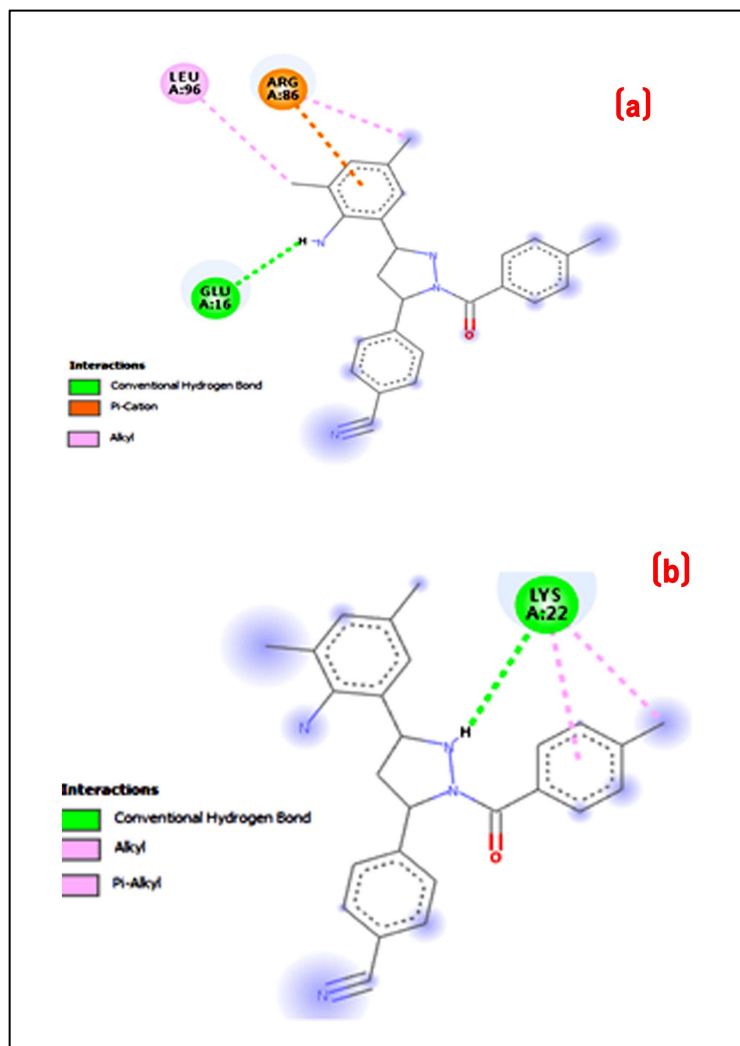 (a)
LEU
A:96
ARG
A:86
H
N
GLU
A:16
N
N
O
Interactions
Conventional Hydrogen Bond
Pi-Cation
Alkyl
N
(b)
LYS
A:22
N
H
N
N
O
Interactions
Conventional Hydrogen Bond
Alkyl
Pi-Alkyl
N